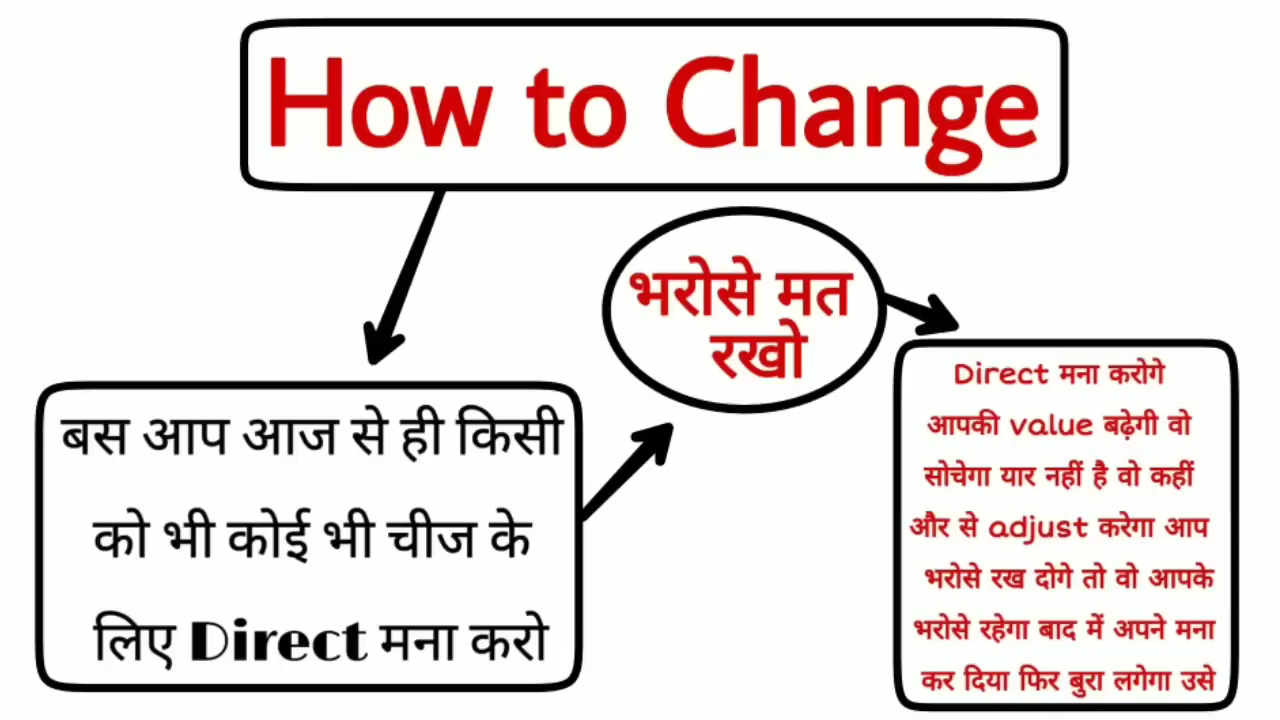 How to Change
भरोसे मत
रखो
बस आप आज से ही किसी
को भी कोई भी चीज के
लिए Direct मना करो
Direct मना करोगे
आपकी value बढ़ेगी वो
सोचेगा यार नहीं है वो कहीं
और से adjust करेगा आप
भरोसे रख दोगे तो वो आपके
भरोसे रहेगा बाद में अपने मना
कर दिया फिर बुरा लगेगा उसे